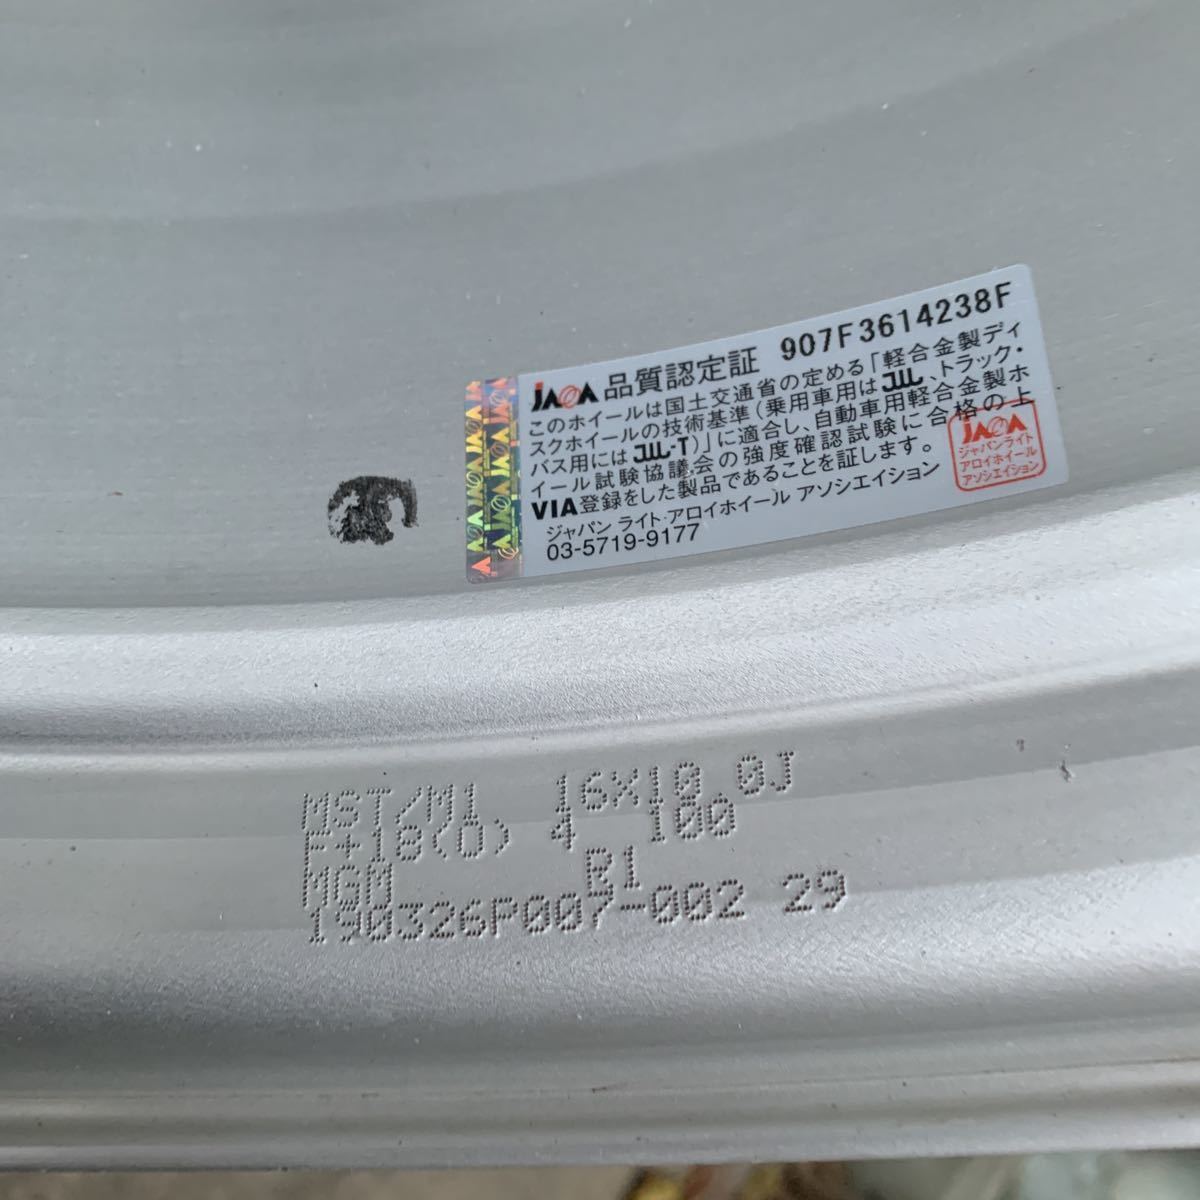 JAWA 品質認定証 907F3614238F
このホイールは国土交通省の定める「軽合金製ディ
スクホイールの技術基準(乗用車用はJWL、トラック・
バス用にはJWL-T)」に適合し、自動車用軽合金製ホ
イール試験協議会の強度確認試験に合格の上
VIA登録をした製品であることを証します。
ジャパン ライト・アロイホイール アソシエイション
03-5719-9177
JAWA
ジャパンライト
アロイホイール
アソシエイション
MST/M1 16X10.0J
F+18(O) 4 100
MGM R1
190326P007-002 29